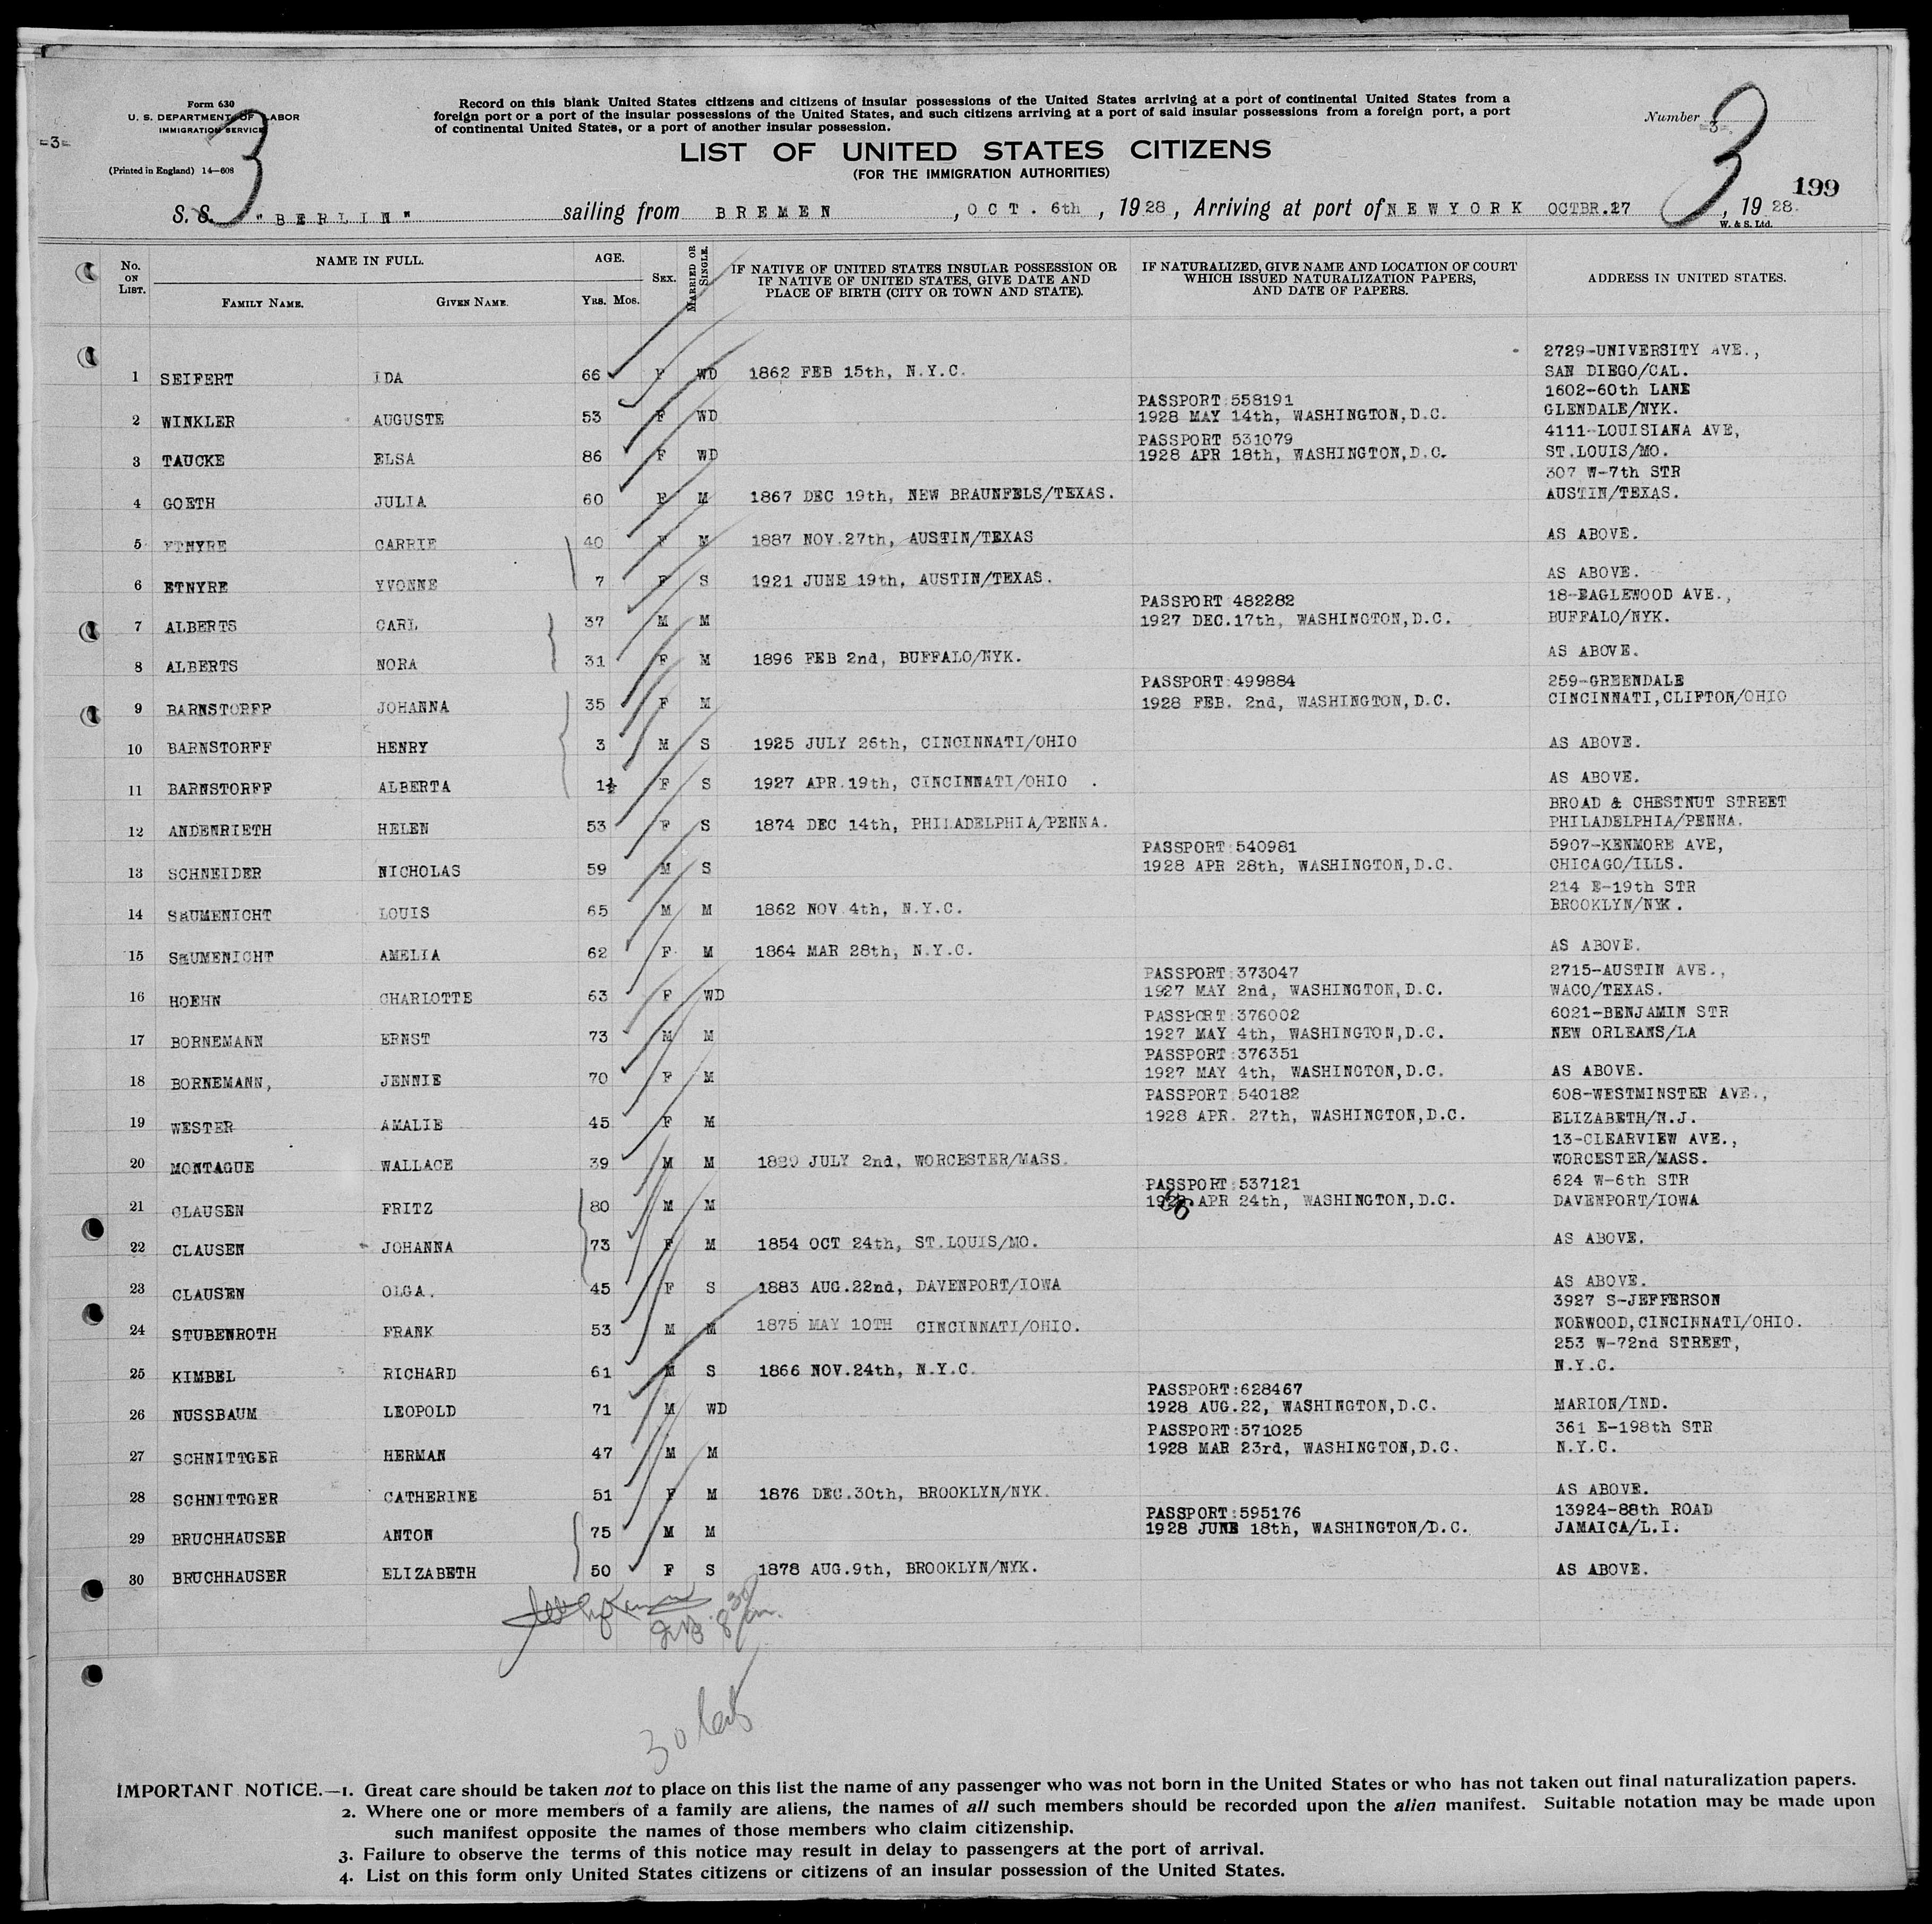 Form 630
U. S. DEPARTMENT OF LABOR
IMMIGRATION SERVICE
=3=
(Printed in England) 14—608
3
Record on this blank United States citizens and citizens of insular possessions of the United States arriving at a port of continental United States from a
foreign port or a port of the insular possessions of the United States, and such citizens arriving at a port of said insular possessions from a foreign port, a port
of continental United States, or a port of another insular possession.
Number =3=
3
199
LIST OF UNITED STATES CITIZENS
(FOR THE IMMIGRATION AUTHORITIES)
S. S. "BERLIN" sailing from BREMEN, OCT. 6th, 1928, Arriving at port of NEWYORK OCTBR.17, 1928.
W. & S. Ltd.
No. ON LIST. NAME IN FULL. FAMILY NAME. GIVEN NAME. AGE. YRS. MOS. SEX. MARRIED OR SINGLE. IF NATIVE OF UNITED STATES INSULAR POSSESSION OR IF NATIVE OF UNITED STATES, GIVE DATE AND PLACE OF BIRTH (CITY OR TOWN AND STATE). IF NATURALIZED, GIVE NAME AND LOCATION OF COURT WHICH ISSUED NATURALIZATION PAPERS, AND DATE OF PAPERS. ADDRESS IN UNITED STATES.
1 SEIFERT IDA 66 F WD 1862 FEB 15th, N.Y.C. 2729-UNIVERSITY AVE., SAN DIEGO/CAL.
2 WINKLER AUGUSTE 53 F WD PASSPORT:558191 1928 MAY 14th, WASHINGTON,D.C. 1602-60th LANE GLENDALE/NYK.
3 TAUCKE ELSA 86 F WD PASSPORT 531079 1928 APR 18th, WASHINGTON,D.C. 4111-LOUISIANA AVE, ST.LOUIS/MO.
4 GOETH JULIA 60 F M 1867 DEC 19th, NEW BRAUNFELS/TEXAS. 307 W-7th STR AUSTIN/TEXAS.
5 ETNYRE CARRIE 40 F M 1887 NOV.27th, AUSTIN/TEXAS AS ABOVE.
6 ETNYRE YVONNE 7 F S 1921 JUNE 19th, AUSTIN/TEXAS. AS ABOVE.
7 ALBERTS CARL 37 M M PASSPORT 482282 1927 DEC.17th, WASHINGTON,D.C. 18-EAGLEWOOD AVE., BUFFALO/NYK.
8 ALBERTS NORA 31 F M 1896 FEB 2nd, BUFFALO/NYK. AS ABOVE.
9 BARNSTORFF JOHANNA 35 F M PASSPORT:499884 1928 FEB. 2nd, WASHINGTON,D.C. 259-GREENDALE CINCINNATI,CLIFTON/OHIO
10 BARNSTORFF HENRY 3 M S 1925 JULY 26th, CINCINNATI/OHIO AS ABOVE.
11 BARNSTORFF ALBERTA 1½ F S 1927 APR.19th, CINCINNATI/OHIO . AS ABOVE.
12 ANDENRIETH HELEN 53 F S 1874 DEC 14th, PHILADELPHIA/PENNA. BROAD & CHESTNUT STREET PHILADELPHIA/PENNA.
13 SCHNEIDER NICHOLAS 59 M S PASSPORT:540981 1928 APR 28th, WASHINGTON,D.C. 5907-KENMORE AVE, CHICAGO/ILLS.
14 SAUMENICHT LOUIS 65 M M 1862 NOV.4th, N.Y.C. 214 E-19th STR BROOKLYN/NYK.
15 SAUMENICHT AMELIA 62 F M 1864 MAR 28th, N.Y.C. AS ABOVE.
16 HOEHN CHARLOTTE 63 F WD PASSPORT:373047 1927 MAY 2nd, WASHINGTON,D.C. 2715-AUSTIN AVE., WACO/TEXAS.
17 BORNEMANN ERNST 73 M M PASSPORT:376002 1927 MAY 4th, WASHINGTON,D.C. 6021-BENJAMIN STR NEW ORLEANS/LA
18 BORNEMANN, JENNIE 70 F M PASSPORT:376351 1927 MAY 4th, WASHINGTON,D.C. AS ABOVE.
19 WESTER AMALIE 45 F M PASSPORT:540182 1928 APR. 27th, WASHINGTON,D.C. 608-WESTMINSTER AVE., ELIZABETH/N.J.
20 MONTAGUE WALLACE 39 M M 1889 JULY 2nd, WORCESTER/MASS. 13-CLEARVIEW AVE., WORCESTER/MASS.
21 CLAUSEN FRITZ 80 M M PASSPORT:537121 1928 APR 24th, WASHINGTON,D.C. 624 W-6th STR DAVENPORT/IOWA
22 CLAUSEN JOHANNA 73 F M 1854 OCT 24th, ST.LOUIS/MO. AS ABOVE.
23 CLAUSEN OLGA. 45 F S 1883 AUG.22nd, DAVENPORT/IOWA AS ABOVE.
24 STUBENROTH FRANK 53 M M 1875 MAY 10TH CINCINNATI/OHIO. 3927 S-JEFFERSON NORWOOD,CINCINNATI/OHIO.
25 KIMBEL RICHARD 61 M S 1866 NOV.24th, N.Y.C. 253 W-72nd STREET, N.Y.C.
26 NUSSBAUM LEOPOLD 71 M WD PASSPORT:628467 1928 AUG.22, WASHINGTON,D.C. MARION/IND.
27 SCHNITTGER HERMAN 47 M M PASSPORT:571025 1928 MAR 23rd, WASHINGTON,D.C. 361 E-198th STR N.Y.C.
28 SCHNITTGER CATHERINE 51 F M 1876 DEC.30th, BROOKLYN/NYK. AS ABOVE.
29 BRUCHHAUSER ANTON 75 M M PASSPORT:595176 1928 JUNE 18th, WASHINGTON/D.C. 13924-88th ROAD JAMAICA/L.I.
30 BRUCHHAUSER ELIZABETH 50 F S 1878 AUG.9th, BROOKLYN/NYK. AS ABOVE.
IMPORTANT NOTICE.—1. Great care should be taken not to place on this list the name of any passenger who was not born in the United States or who has not taken out final naturalization papers.
2. Where one or more members of a family are aliens, the names of all such members should be recorded upon the alien manifest. Suitable notation may be made upon
such manifest opposite the names of those members who claim citizenship.
3. Failure to observe the terms of this notice may result in delay to passengers at the port of arrival.
4. List on this form only United States citizens or citizens of an insular possession of the United States.